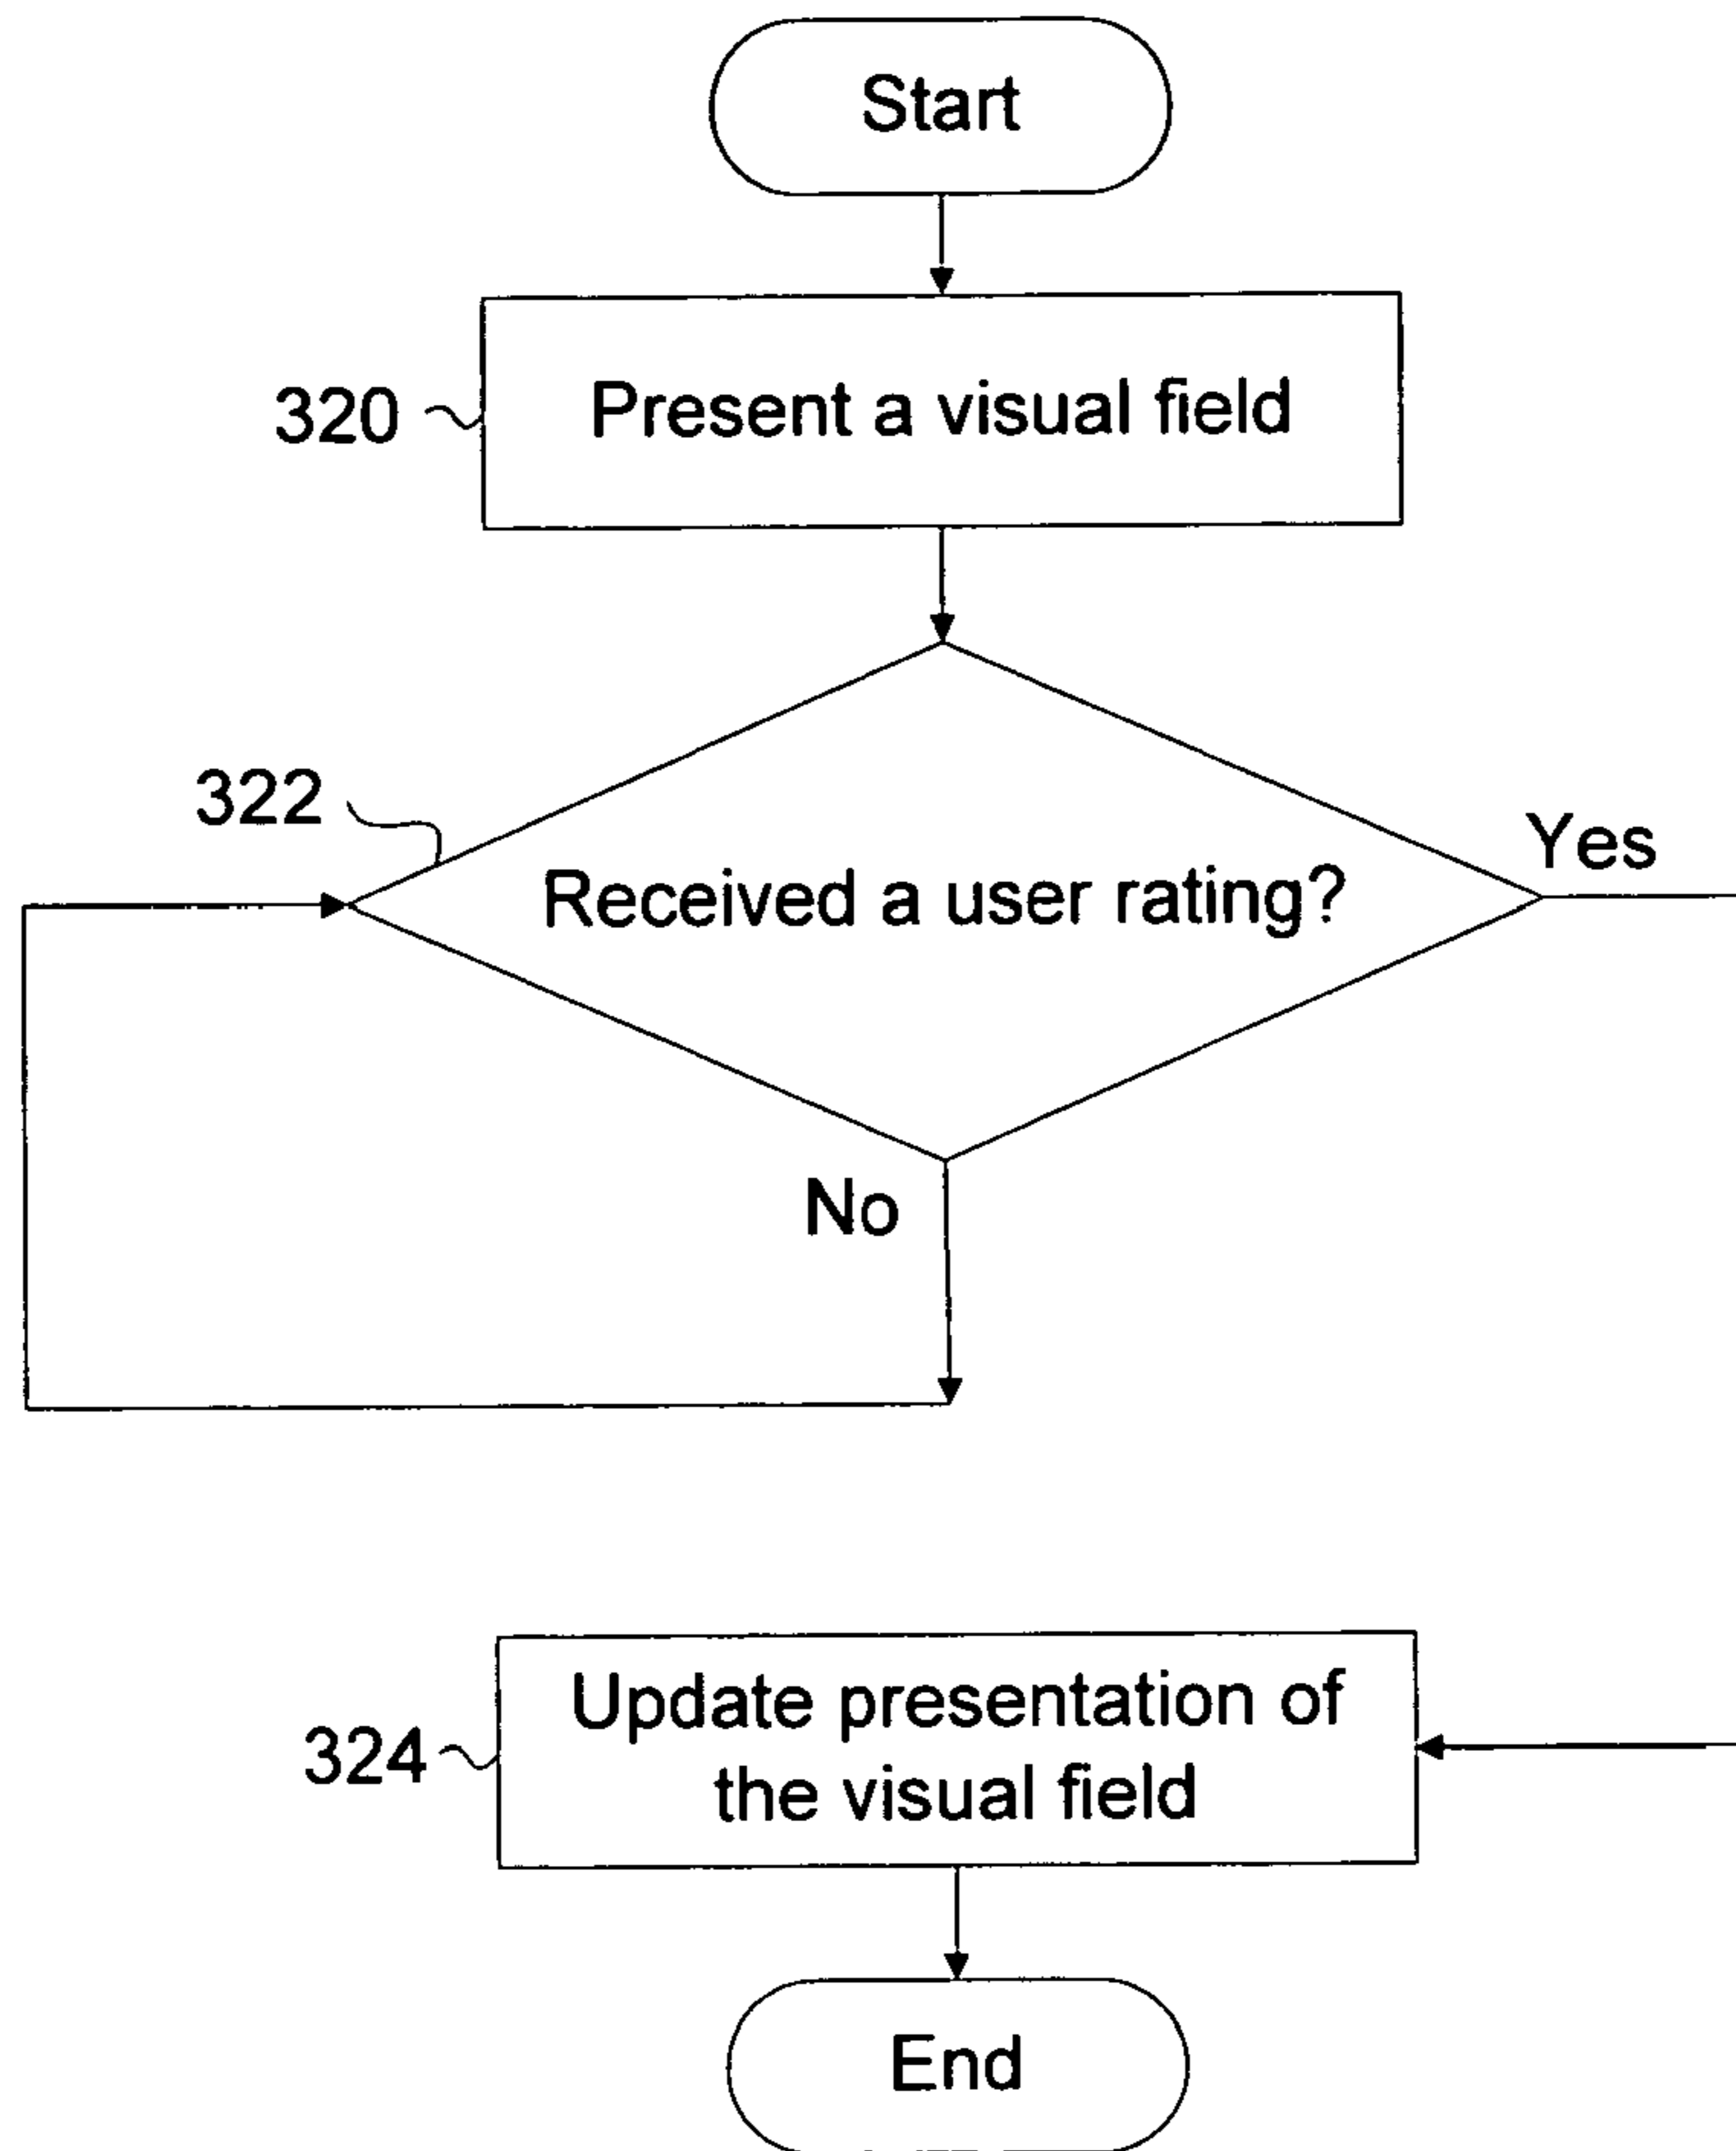 Start
320
Present a visual field
322
Received a user rating?
Yes
No
324
Update presentation of
the visual field
End